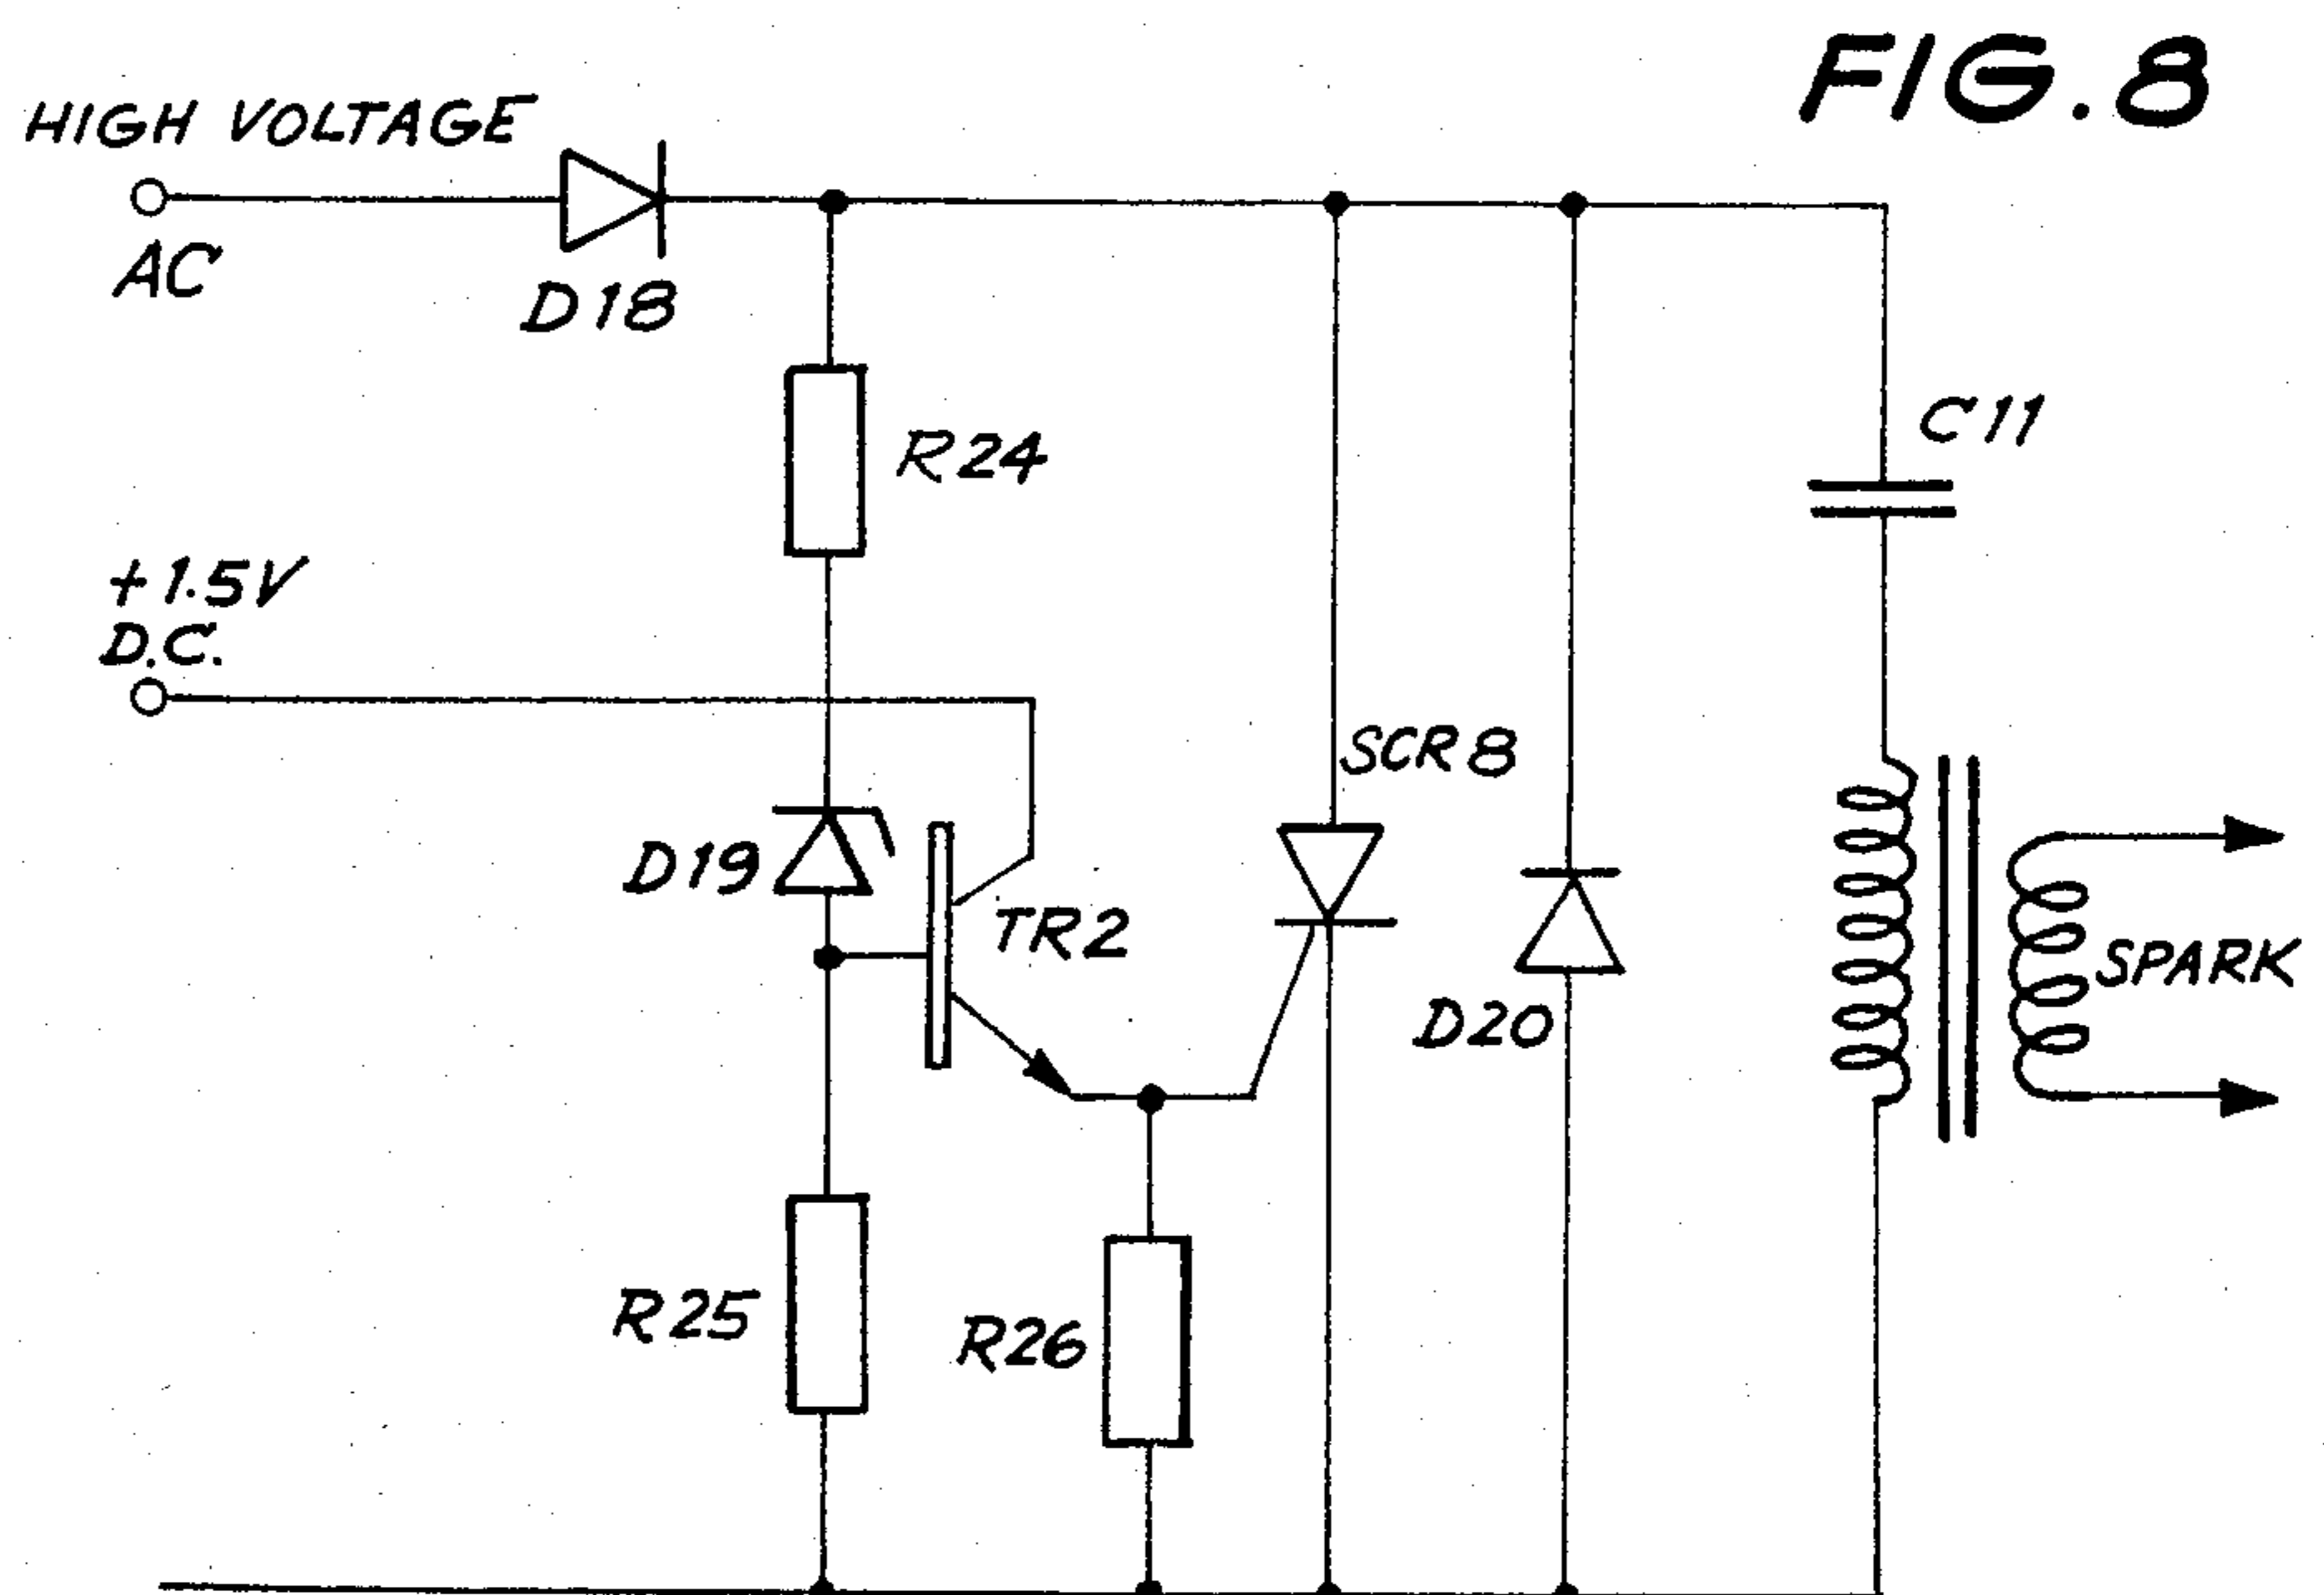 FIG.8
HIGH VOLTAGE
AC
D18
R24
C11
+1.5V
D.C.
SCR8
D19
TR2
D20
SPARK
R25
R26